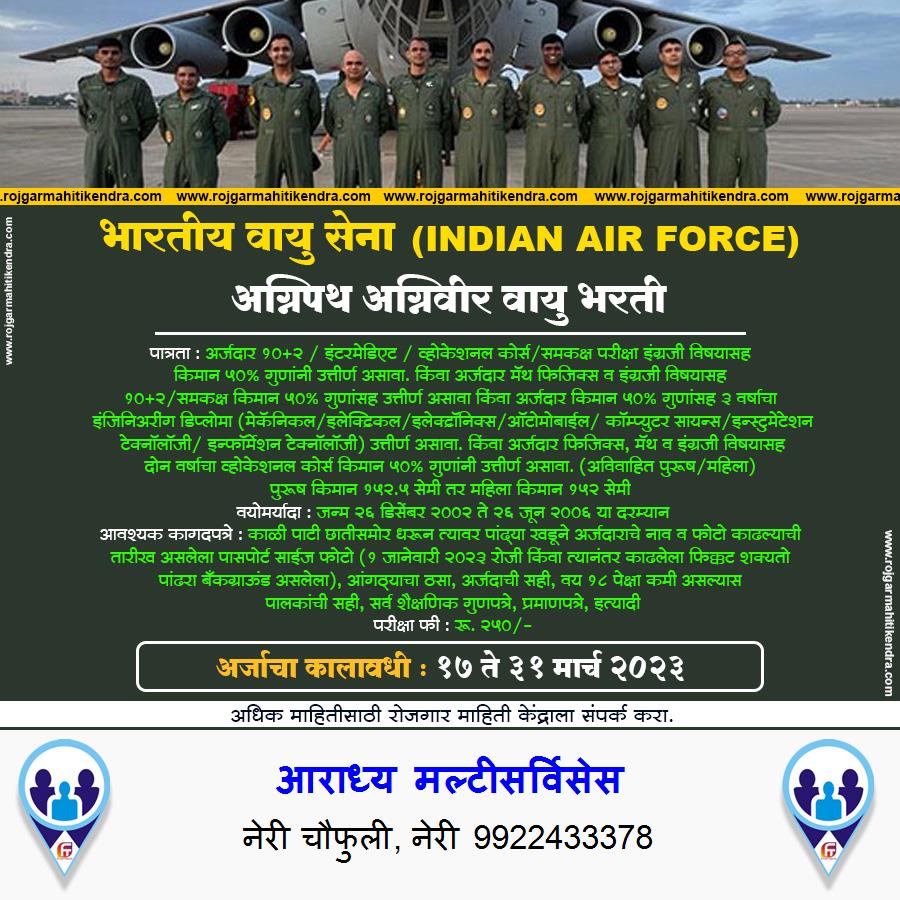 .rojgarmahitikendra.com www.rojgarmahitikendra.com www.rojgarmahitikendra.com www.rojgarmahitikendra.com www.rojgarma
www.rojgarmahitikendra.com
भारतीय वायु सेना (INDIAN AIR FORCE)
अग्निपथ अग्निवीर वायु भरती
पात्रता : अर्जदार १०+२ / इंटरमेडिएट / व्होकेशनल कोर्स/समकक्ष परीक्षा इंग्रजी विषयासह
किमान ५०% गुणांनी उत्तीर्ण असावा. किंवा अर्जदार मॅथ फिजिक्स व इंग्रजी विषयासह
१०+२/समकक्ष किमान ५०% गुणांसह उत्तीर्ण असावा किंवा अर्जदार किमान ५०% गुणांसह ३ वर्षाचा
इंजिनिअरींग डिप्लोमा (मेकॅनिकल/इलेक्ट्रिकल/इलेक्ट्रॉनिक्स/ऑटोमोबाईल/ कॉम्प्युटर सायन्स/इन्स्टुमेटेशन
टेक्नॉलॉजी/ इन्फॉर्मेशन टेक्नॉलॉजी) उत्तीर्ण असावा. किंवा अर्जदार फिजिक्स, मॅथ व इंग्रजी विषयासह
दोन वर्षाचा व्होकेशनल कोर्स किमान ५०% गुणांनी उत्तीर्ण असावा. (अविवाहित पुरूष/महिला)
पुरूष किमान १५२.५ सेमी तर महिला किमान १५२ सेमी
वयोमर्यादा : जन्म २६ डिसेंबर २००२ ते २६ जून २००६ या दरम्यान
आवश्यक कागदपत्रे : काळी पाटी छातीसमोर धरून त्यावर पांढ्या खडूने अर्जदाराचे नाव व फोटो काढल्याची
तारीख असलेला पासपोर्ट साईज फोटो (१ जानेवारी २०२३ रोजी किंवा त्यानंतर काढलेला फिक्कट शक्यतो
पांढरा बॅकग्राऊंड असलेला), आंगठ्याचा ठसा, अर्जदाची सही, वय १८ पेक्षा कमी असल्यास
पालकांची सही, सर्व शैक्षणिक गुणपत्रे, प्रमाणपत्रे, इत्यादी
परीक्षा फी : रू. २५०/-
www.rojgarmahitikendra.com
अर्जाचा कालावधी : १७ ते ३१ मार्च २०२३
अधिक माहितीसाठी रोजगार माहिती केंद्राला संपर्क करा.
आराध्य मल्टीसर्विसेस
नेरी चौफुली, नेरी 9922433378